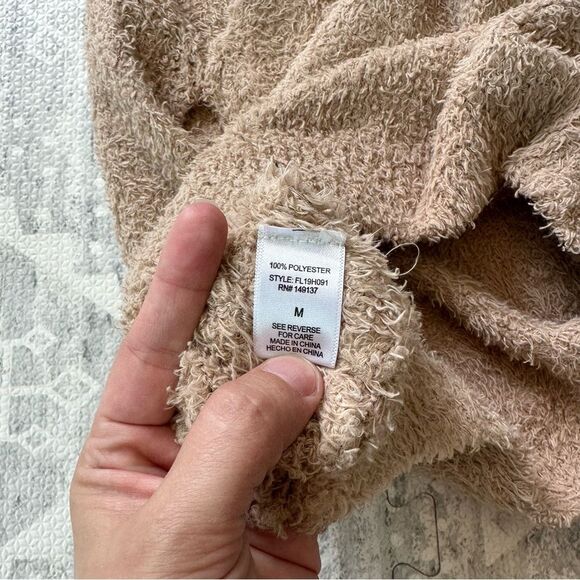 100% POLYESTER
STYLE: FL19H091
RN# 149137
M
SEE REVERSE
FOR CARE
MADE IN CHINA
HECHO EN CHINA